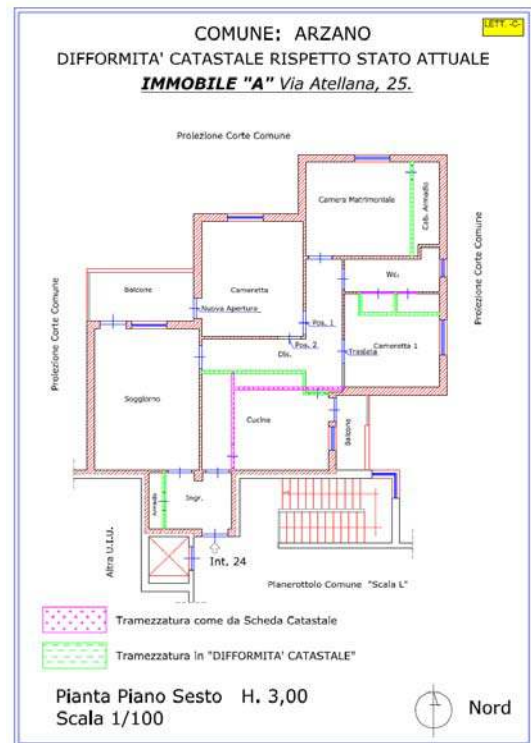 LETT. -C-
COMUNE: ARZANO
DIFFORMITA' CATASTALE RISPETTO STATO ATTUALE
IMMOBILE "A" Via Atellana, 25.
Proiezione Corte Comune
Camera Matrimoniale
Cab. Armadio
Proiezione Corte Comune
Proiezione Corte Comune
Wc.
Balcone
Cameretta
Nuova Apertura
Pos. 1
Pos. 2
Dis.
Traslata
Cameretta 1
Soggiorno
Cucina
Balcone
Armadio
Ingr.
Altra U.I.U.
Int. 24
Pianerottolo Comune "Scala L"
Tramezzatura come da Scheda Catastale
Tramezzatura in "DIFFORMITA' CATASTALE"
Pianta Piano Sesto H. 3,00
Scala 1/100
Nord